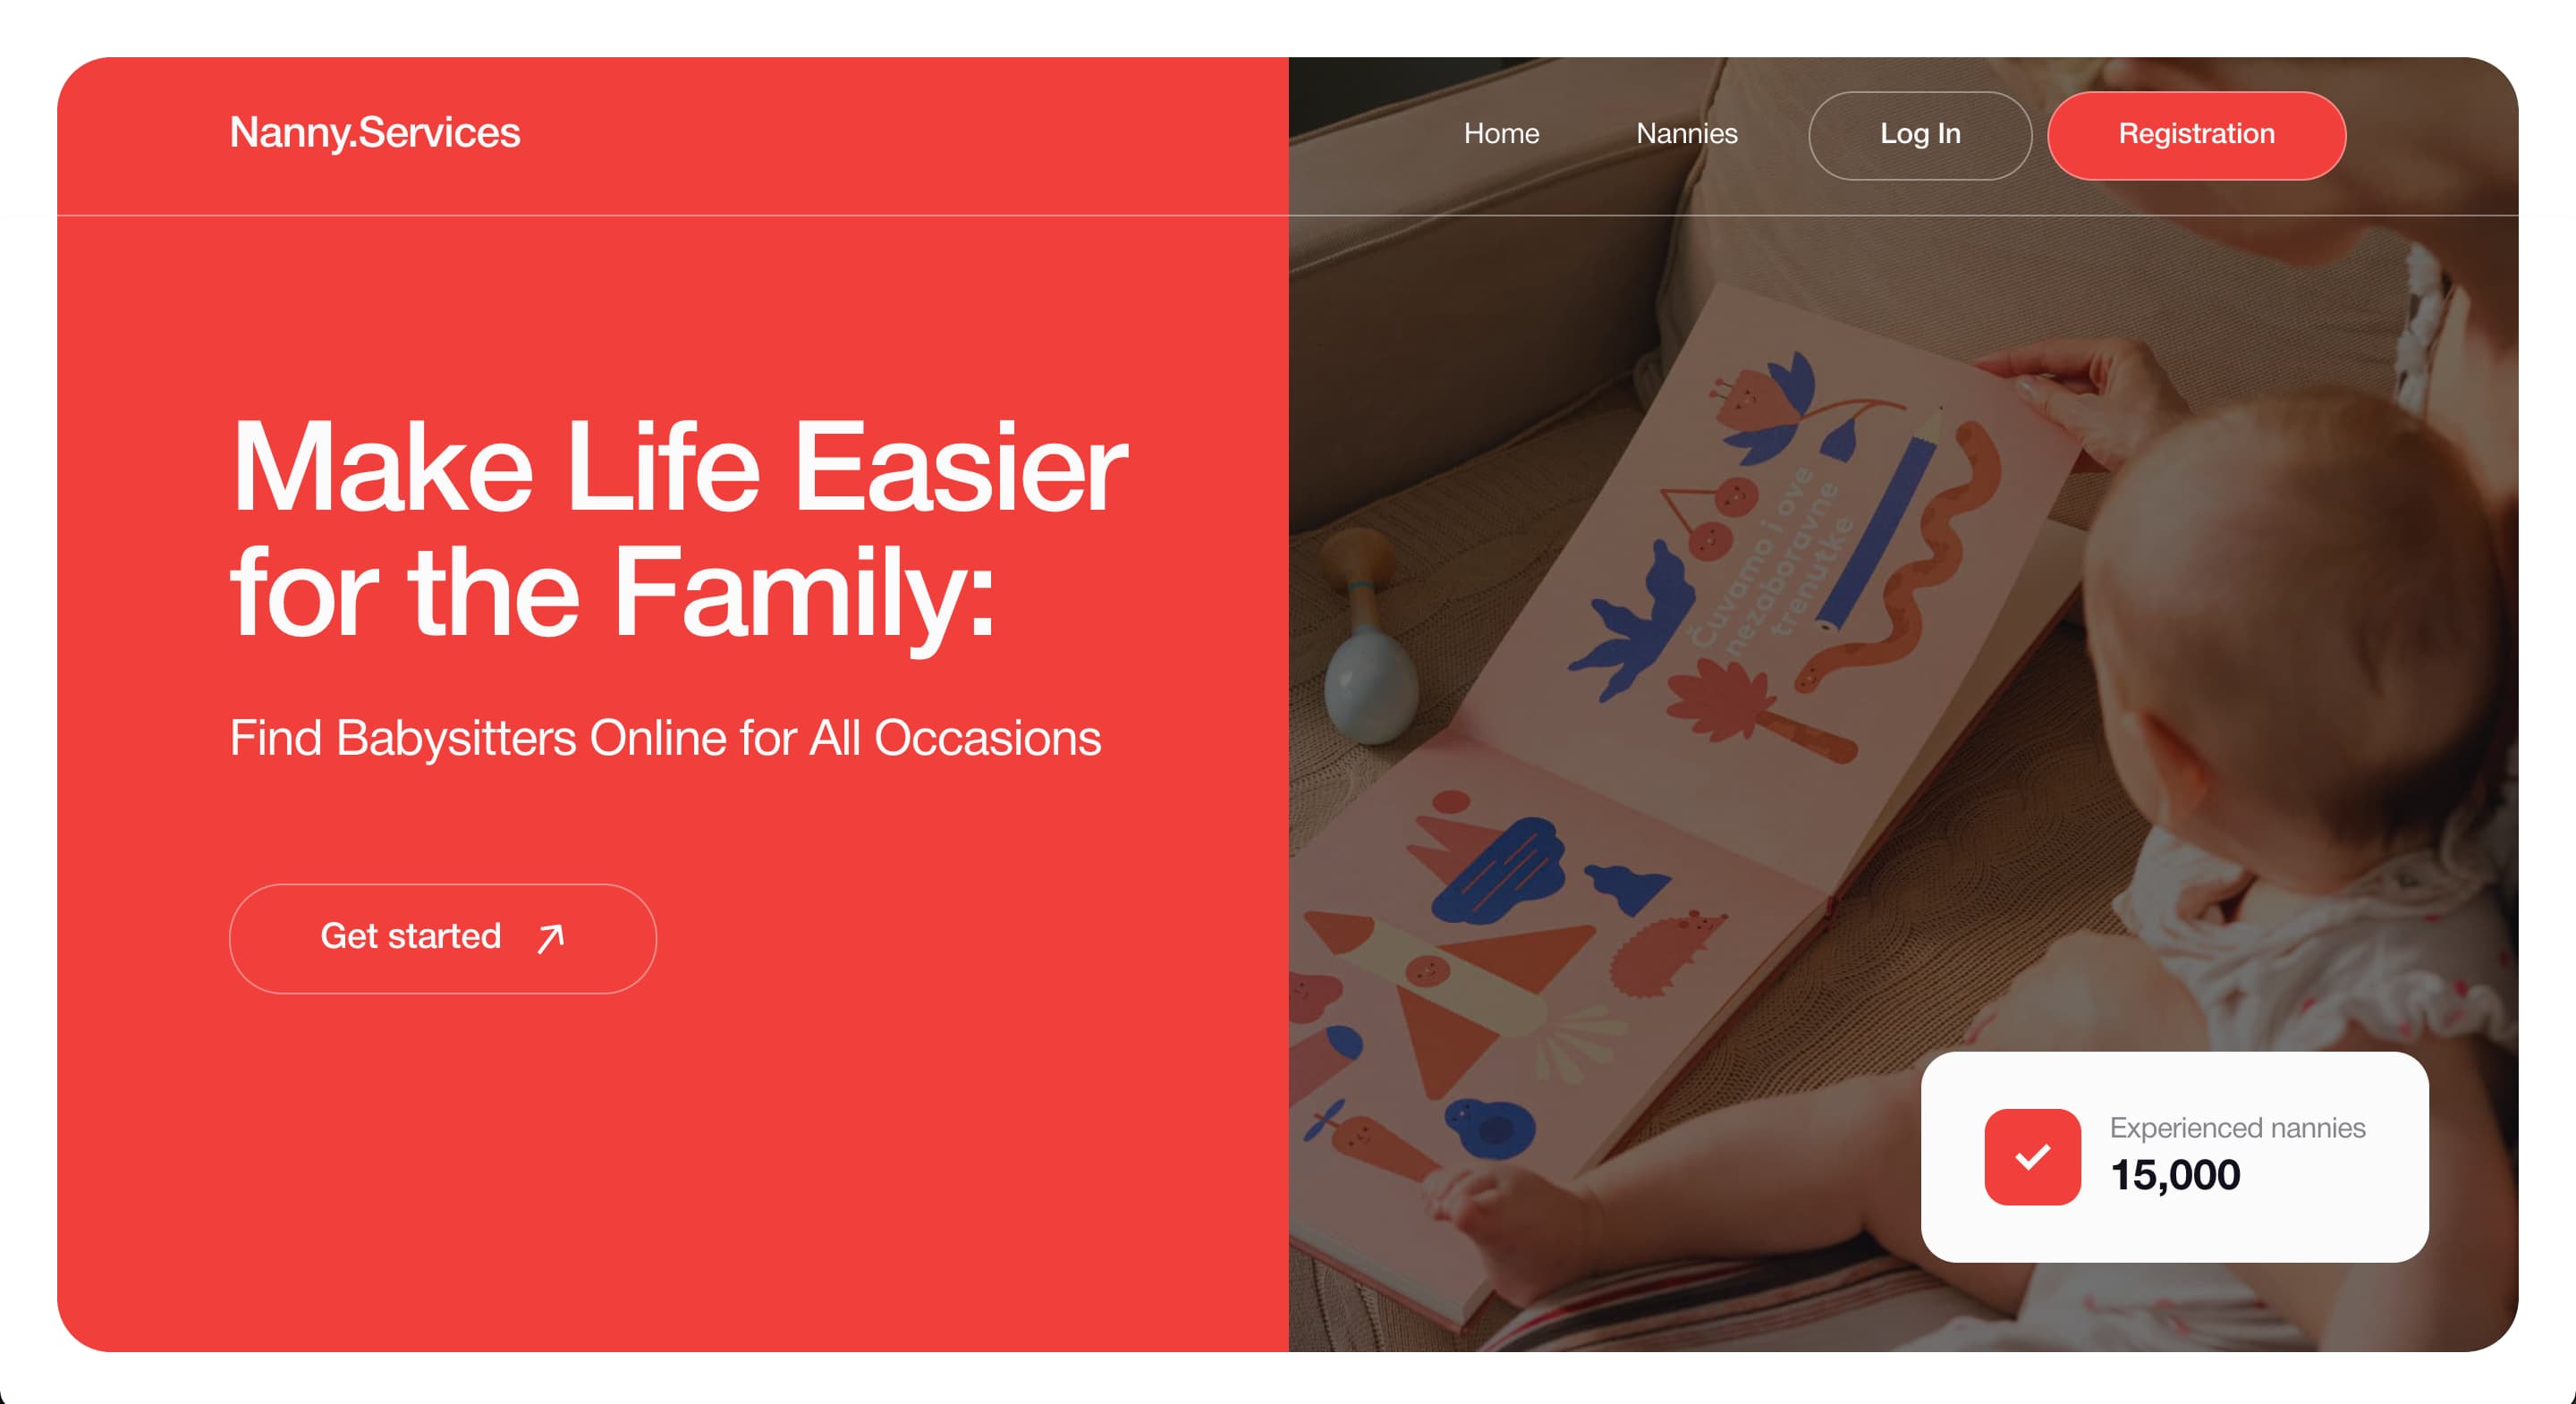 Nanny.Services
Home
Nannies
Log In
Registration
Make Life Easier
for the Family:
Find Babysitters Online for All Occasions
Get started
Čuvamo i ove
nezaboravne
trenutke
Experienced nannies
15,000